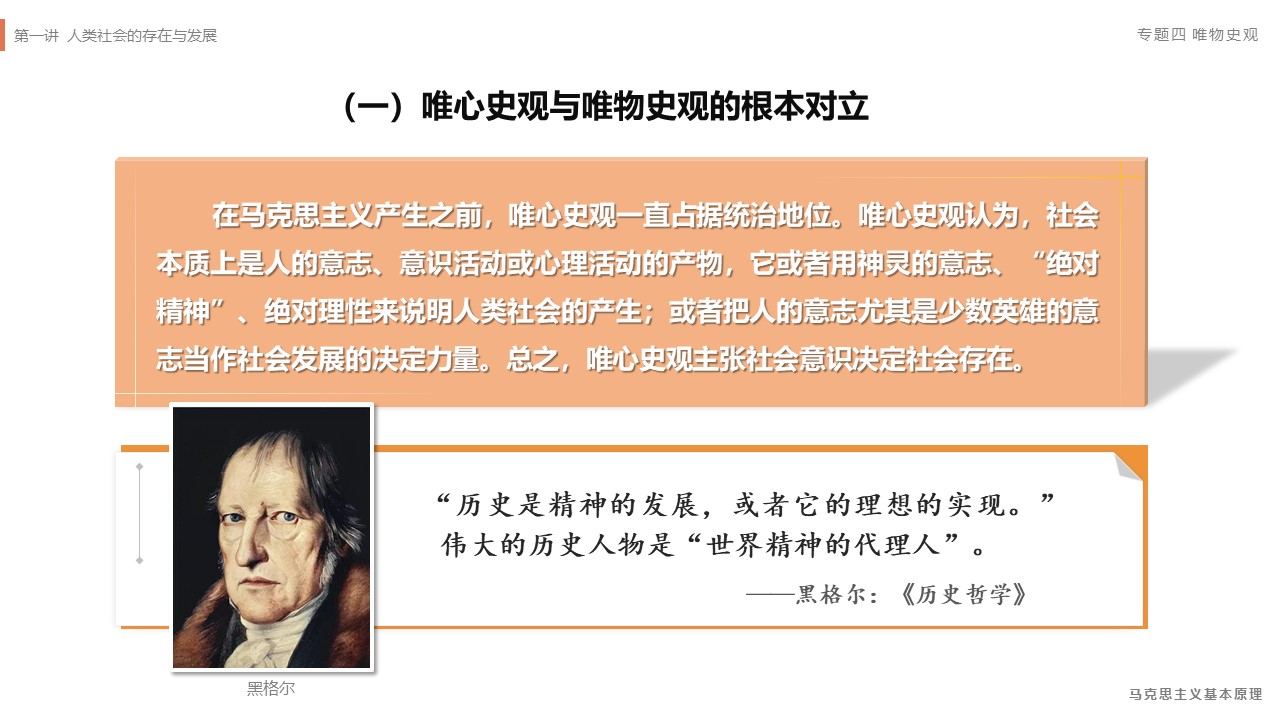 第一讲 人类社会的存在与发展
专题四 唯物史观
（一）唯心史观与唯物史观的根本对立
在马克思主义产生之前，唯心史观一直占据统治地位。唯心史观认为，社会
本质上是人的意志、意识活动或心理活动的产物，它或者用神灵的意志、“绝对
精神”、绝对理性来说明人类社会的产生；或者把人的意志尤其是少数英雄的意
志当作社会发展的决定力量。总之，唯心史观主张社会意识决定社会存在。
“历史是精神的发展，或者它的理想的实现。”
伟大的历史人物是“世界精神的代理人”。
——黑格尔：《历史哲学》
黑格尔
马克思主义基本原理